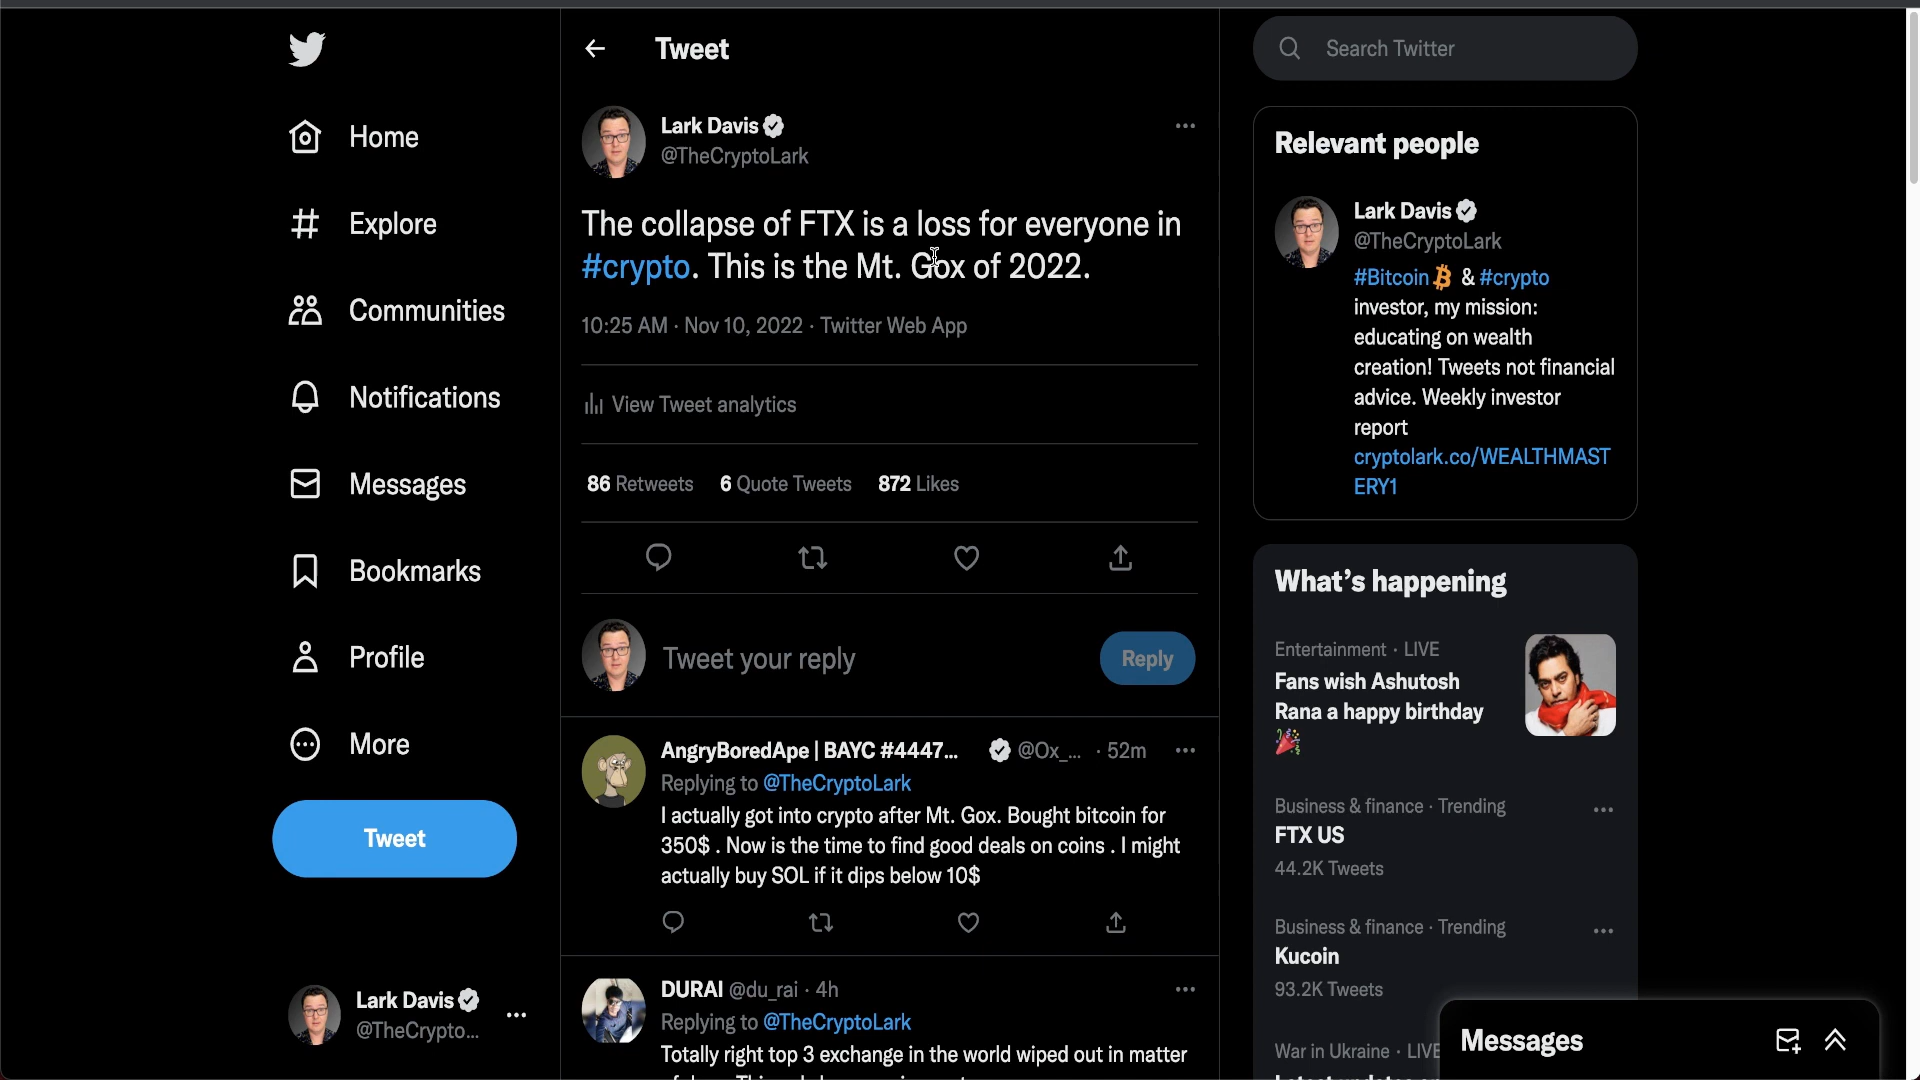 Home
Explore
Communities
Notifications
Messages
Bookmarks
Profile
More
Tweet
Lark Davis
@TheCrypto...
Tweet
Lark Davis
@TheCryptoLark
The collapse of FTX is a loss for everyone in
#crypto. This is the Mt. Gox of 2022.
10:25 AM · Nov 10, 2022 · Twitter Web App
View Tweet analytics
86 Retweets 6 Quote Tweets 872 Likes
Tweet your reply
Reply
AngryBoredApe | BAYC #4447... @Ox_... · 52m
Replying to @TheCryptoLark
I actually got into crypto after Mt. Gox. Bought bitcoin for
350$ . Now is the time to find good deals on coins . I might
actually buy SOL if it dips below 10$
DURAI @du_rai · 4h
Replying to @TheCryptoLark
Totally right top 3 exchange in the world wiped out in matter
Search Twitter
Relevant people
Lark Davis
@TheCryptoLark
#Bitcoin & #crypto
investor, my mission:
educating on wealth
creation! Tweets not financial
advice. Weekly investor
report
cryptolark.co/WEALTHMAST
ERY1
What's happening
Entertainment · LIVE
Fans wish Ashutosh
Rana a happy birthday
🎉
Business & finance · Trending
FTX US
44.2K Tweets
Business & finance · Trending
Kucoin
93.2K Tweets
War in Ukraine · LIVE
Messages